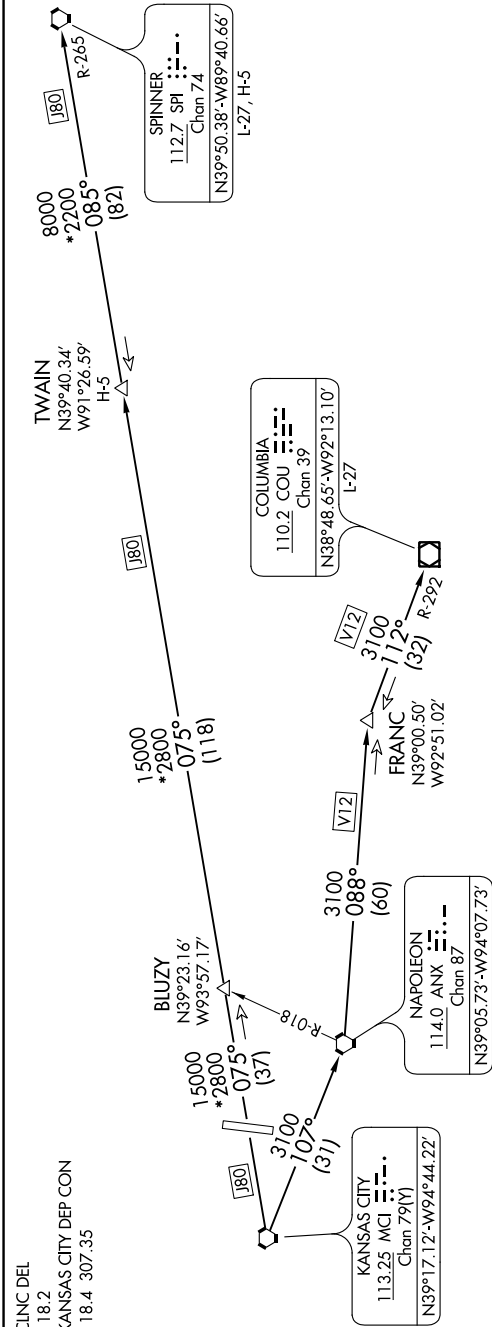 CLNC DEL
18.2
KANSAS CITY DEP CON
18.4 307.35
KANSAS CITY
113.25 MCI
Chan 79(Y)
N39°17.12'-W94°44.22'
J80
15000
*2800
075°
(37)
3100
107°
(31)
BLUZY
N39°23.16'
W93°57.17'
R-018
NAPOLEON
114.0 ANX
Chan 87
N39°05.73'-W94°07.73'
15000
*2800
075°
(118)
J80
3100
088°
(60)
V12
FRANC
N39°00.50'
W92°51.02'
V12
3100
112°
(32)
R-292
COLUMBIA
110.2 COU
Chan 39
N38°48.65'-W92°13.10'
L-27
TWAIN
N39°40.34'
W91°26.59'
H-5
8000
*2200
085°
(82)
J80
R-265
SPINNER
112.7 SPI
Chan 74
N39°50.38'-W89°40.66'
L-27, H-5